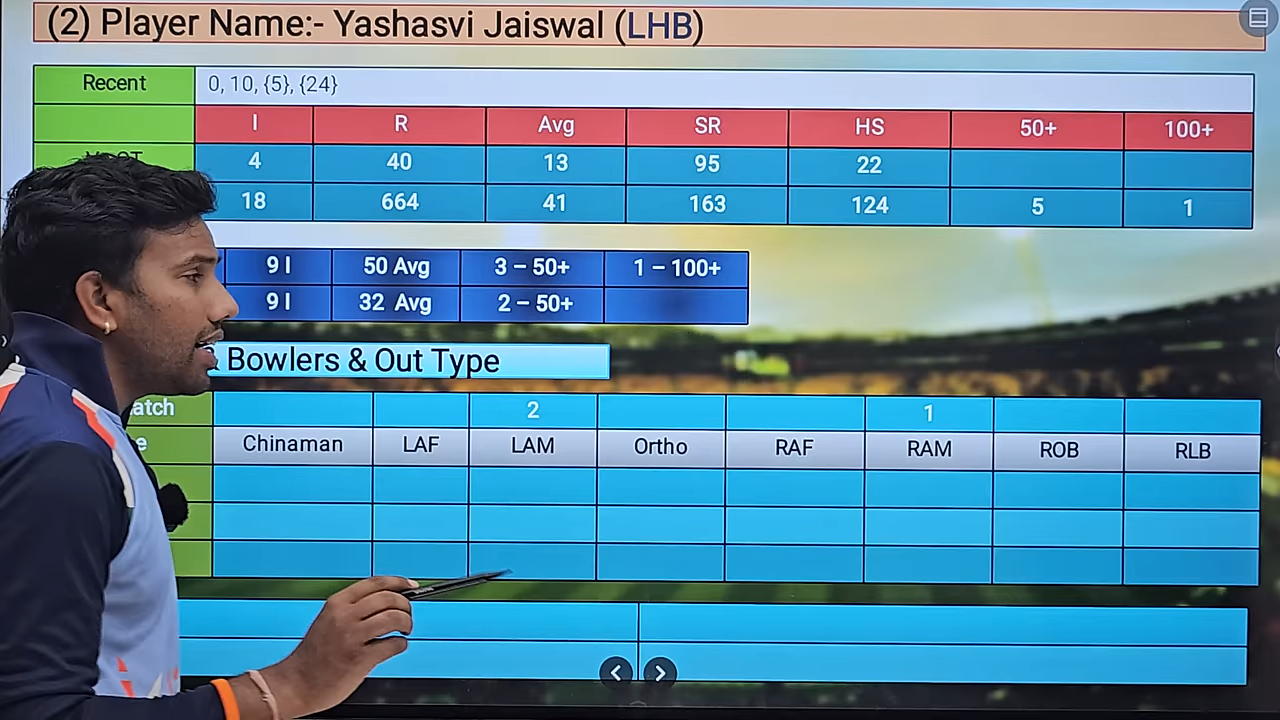 (2) Player Name:- Yashasvi Jaiswal (LHB)
Recent 0, 10, {5}, {24}
I R Avg SR HS 50+ 100+
4 40 13 95 22
18 664 41 163 124 5 1
9 I 50 Avg 3 – 50+ 1 – 100+
9 I 32 Avg 2 – 50+
Bowlers & Out Type
atch 2 1
e Chinaman LAF LAM Ortho RAF RAM ROB RLB